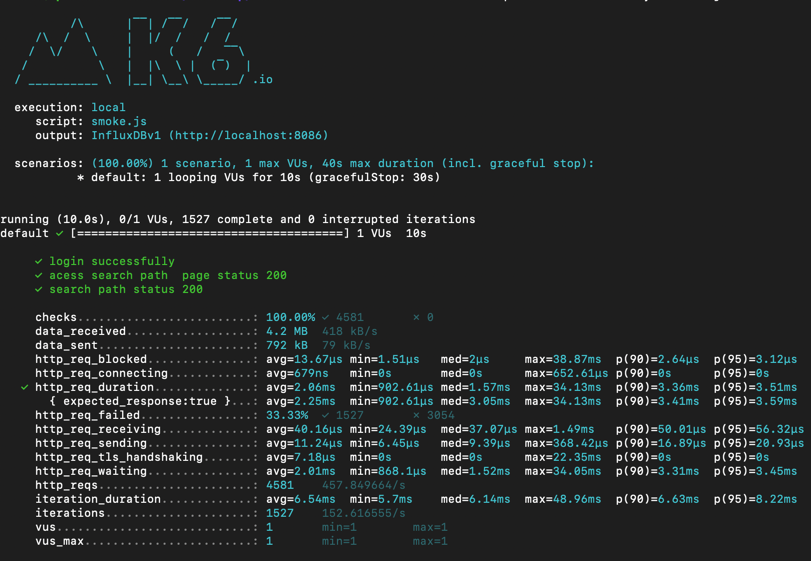 .io
execution: local
script: smoke.js
output: InfluxDBv1 (http://localhost:8086)
scenarios: (100.00%) 1 scenario, 1 max VUs, 40s max duration (incl. graceful stop):
* default: 1 looping VUs for 10s (gracefulStop: 30s)
running (10.0s), 0/1 VUs, 1527 complete and 0 interrupted iterations
default ✓ [======================================] 1 VUs  10s
✓ login successfully
✓ acess search path  page status 200
✓ search path status 200
checks.........................: 100.00% ✓ 4581       ✗ 0
data_received..................: 4.2 MB  418 kB/s
data_sent......................: 792 kB  79 kB/s
http_req_blocked...............: avg=13.67µs min=1.51µs   med=2µs     max=38.87ms  p(90)=2.64µs  p(95)=3.12µs
http_req_connecting............: avg=679ns   min=0s       med=0s      max=652.61µs p(90)=0s      p(95)=0s
✓ http_req_duration..............: avg=2.06ms  min=902.61µs med=1.57ms  max=34.13ms  p(90)=3.36ms  p(95)=3.51ms
{ expected_response:true }...: avg=2.25ms  min=902.61µs med=3.05ms  max=34.13ms  p(90)=3.41ms  p(95)=3.59ms
http_req_failed................: 33.33%  ✓ 1527       ✗ 3054
http_req_receiving.............: avg=40.16µs min=24.39µs  med=37.07µs max=1.49ms   p(90)=50.01µs p(95)=56.32µs
http_req_sending...............: avg=11.24µs min=6.45µs   med=9.39µs  max=368.42µs p(90)=16.89µs p(95)=20.93µs
http_req_tls_handshaking.......: avg=7.18µs  min=0s       med=0s      max=22.35ms  p(90)=0s      p(95)=0s
http_req_waiting...............: avg=2.01ms  min=868.1µs  med=1.52ms  max=34.05ms  p(90)=3.31ms  p(95)=3.45ms
http_reqs......................: 4581    457.849664/s
iteration_duration.............: avg=6.54ms  min=5.7ms    med=6.14ms  max=48.96ms  p(90)=6.63ms  p(95)=8.22ms
iterations.....................: 1527    152.616555/s
vus............................: 1       min=1        max=1
vus_max........................: 1       min=1        max=1